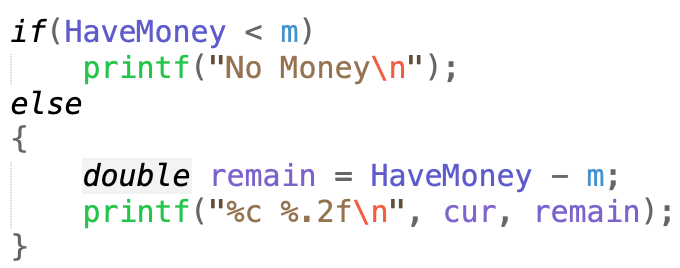 if(HaveMoney < m)
    printf("No Money\n");
else
{
    double remain = HaveMoney - m;
    printf("%c %.2f\n", cur, remain);
}